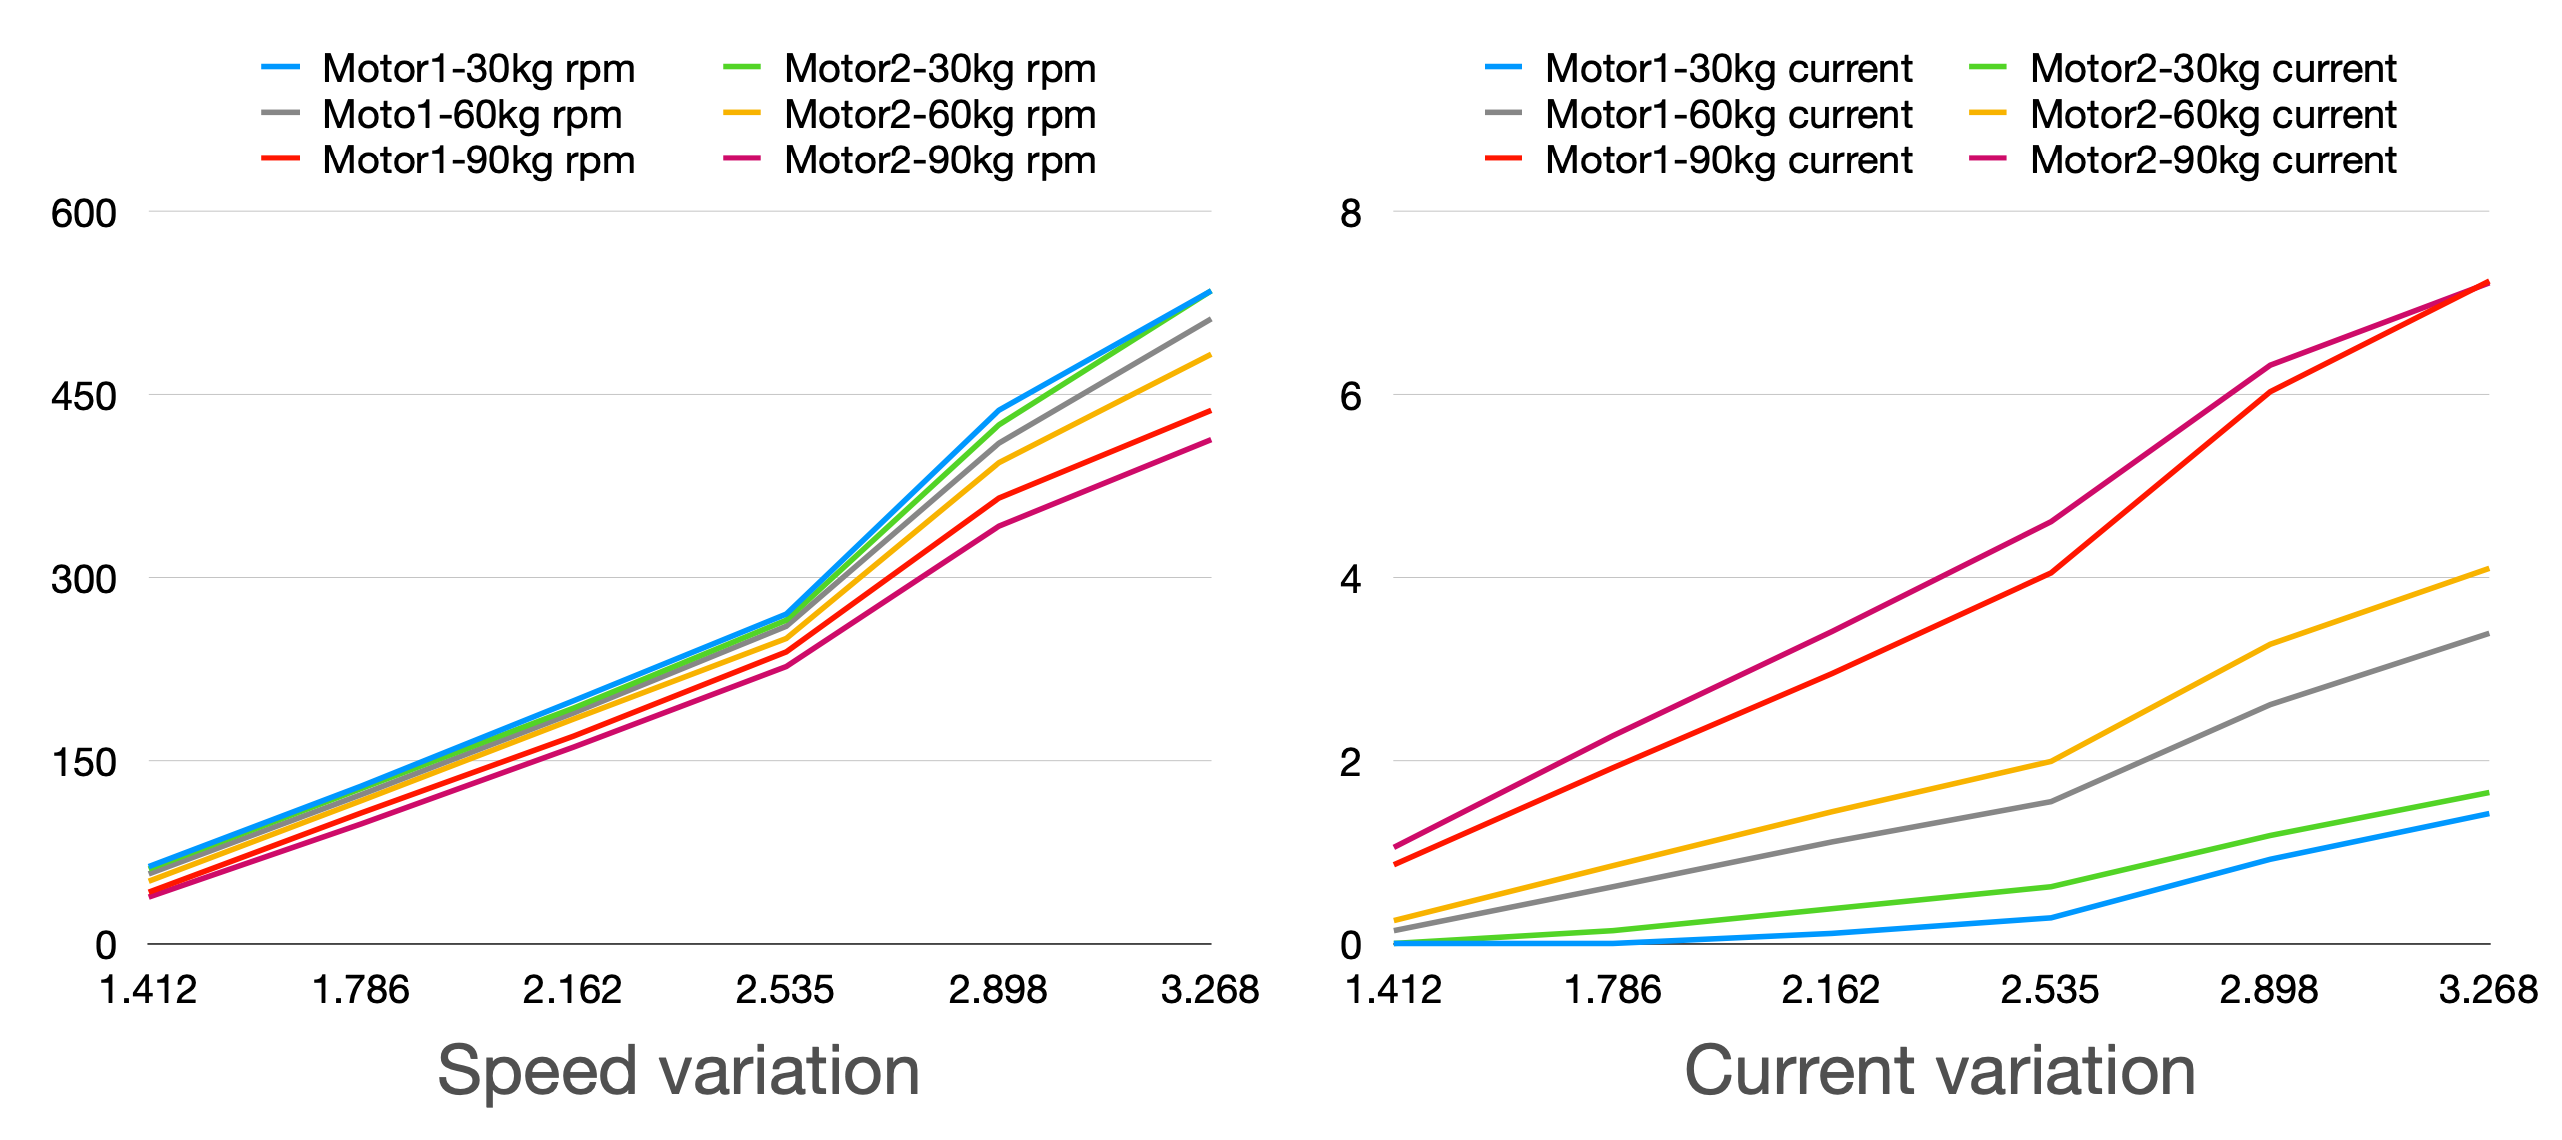 Motor1-30kg rpm Motor2-30kg rpm
Moto1-60kg rpm Motor2-60kg rpm
Motor1-90kg rpm Motor2-90kg rpm
600
450
300
150
0
1.412 1.786 2.162 2.535 2.898 3.268
Speed variation
Motor1-30kg current Motor2-30kg current
Motor1-60kg current Motor2-60kg current
Motor1-90kg current Motor2-90kg current
8
6
4
2
0
1.412 1.786 2.162 2.535 2.898 3.268
Current variation